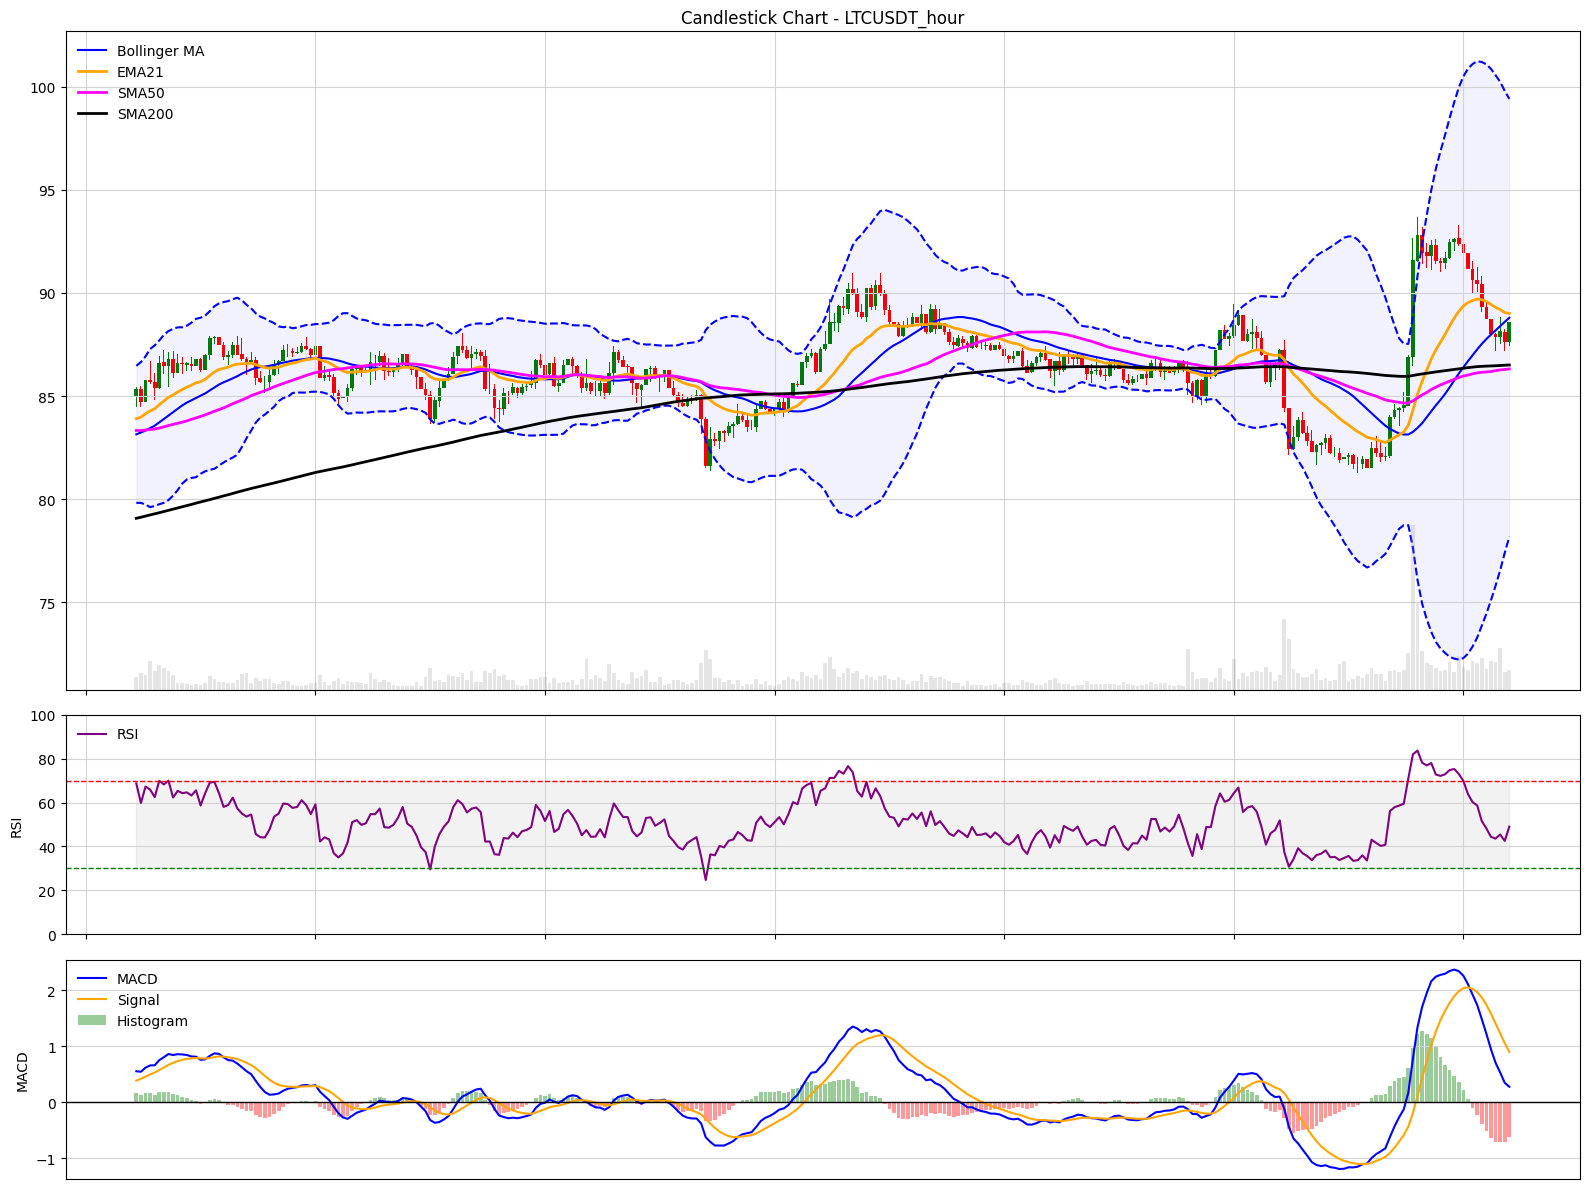 Candlestick Chart - LTCUSDT_hour
Bollinger MA
EMA21
SMA50
SMA200
100
95
90
85
80
75
RSI
100
80
60
40
20
0
RSI
MACD
Signal
Histogram
2
1
0
−1
MACD